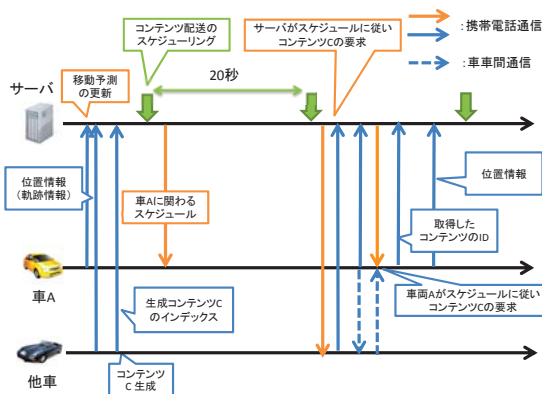 コンテンツ配送の
スケジューリング
サーバがスケジュールに従い
コンテンツCの要求
:携帯電話通信
:車車間通信
移動予測
の更新
20秒
サーバ
位置情報
(軌跡情報)
車Aに関わる
スケジュール
位置情報
取得した
コンテンツのID
車A
生成コンテンツC
のインデックス
車両Aがスケジュールに従い
コンテンツCの要求
他車
コンテンツ
C 生成